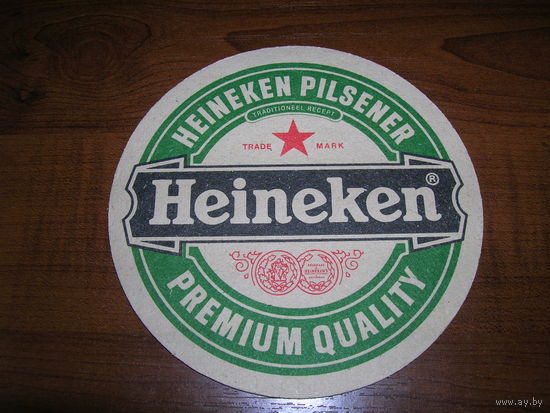 HEINEKEN PILSENER
TRADITIONEEL RECEPT
TRADE MARK
Heineken®
PREMIUM QUALITY
www.ay.by